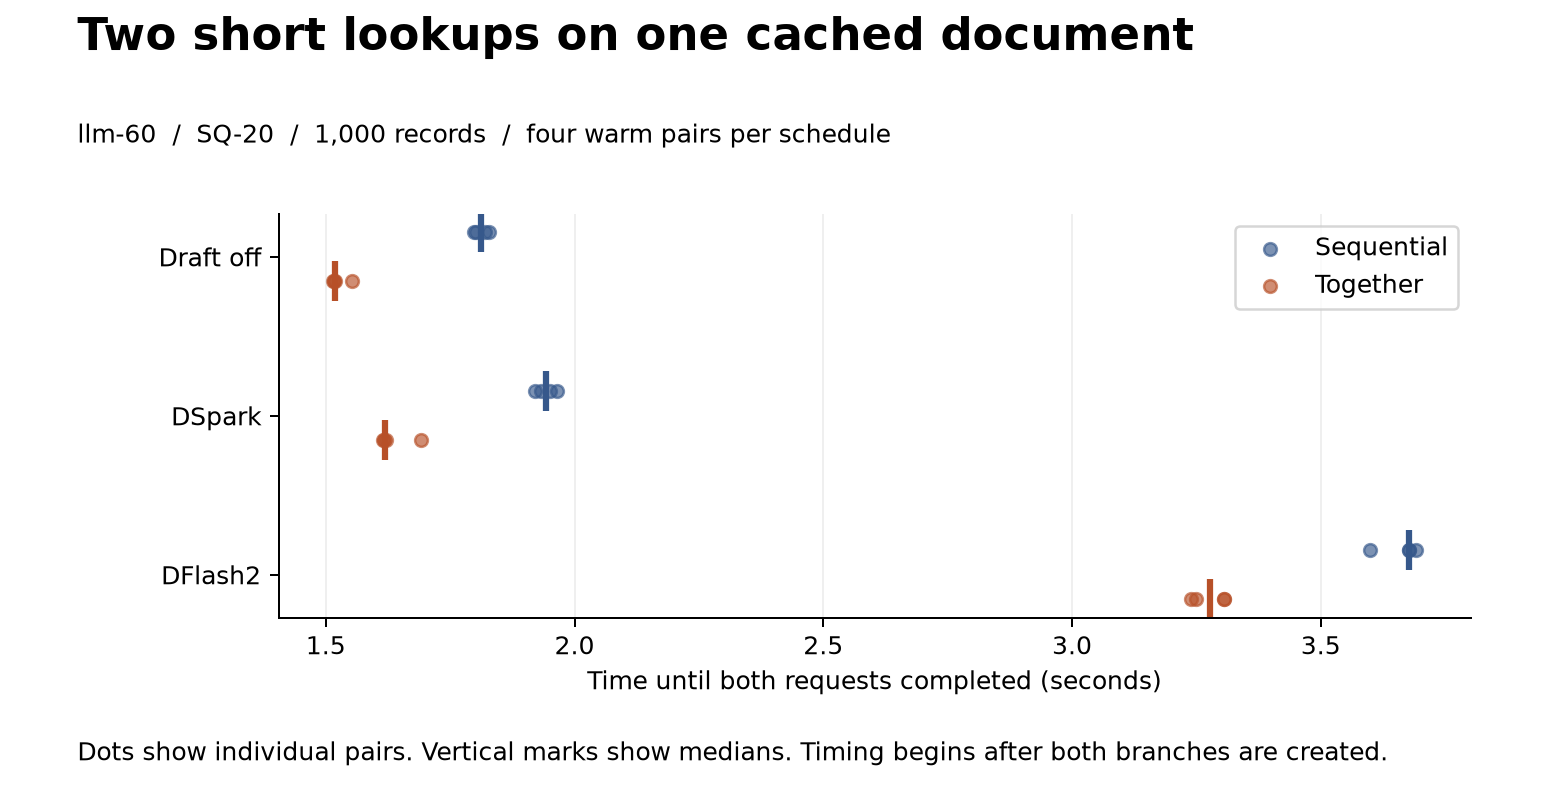 Two short lookups on one cached document
llm-60 / SQ-20 / 1,000 records / four warm pairs per schedule
Sequential
Together
Draft off
DSpark
DFlash2
1.5 2.0 2.5 3.0 3.5
Time until both requests completed (seconds)
Dots show individual pairs. Vertical marks show medians. Timing begins after both branches are created.